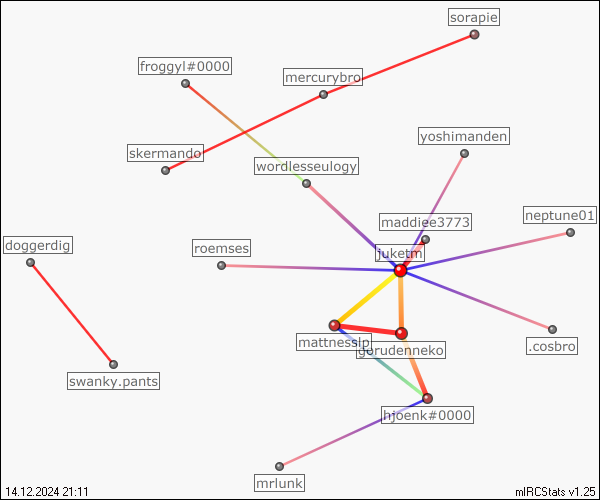 sorapie
froggyl#0000
mercurybro
yoshimanden
skermando
wordlesseulogy
maddiee3773
neptune01
doggerdig
roemses
juketm
mattnesslp
gorudenneko
.cosbro
swanky.pants
hjoenk#0000
mrlunk
14.12.2024 21:11
mIRCStats v1.25